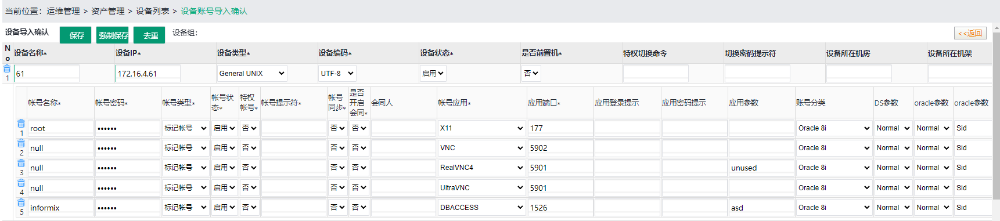 当前位置：运维管理 > 资产管理 > 设备列表 > 设备账号导入确认
设备导入确认 保存 强制保存 去重 设备组： <<返回
No 设备名称* 设备IP* 设备类型* 设备编码* 设备状态* 是否前置机* 特权切换命令 切换密码提示符 设备所在机房 设备所在机架
1 61 172.16.4.61 General UNIX UTF-8 启用 否
帐号名称* 帐号密码* 帐号类型* 帐号状态* 特权帐号* 帐号提示符* 帐号同步* 是否开启会同* 会同人 帐号应用* 应用端口* 应用登录提示 应用密码提示 应用参数 账号分类 DS参数 oracle参数 oracle参数
1 root •••••• 标记帐号 启用 否 否 否 X11 177 Oracle 8i Normal Normal Sid
2 null •••••• 标记帐号 启用 否 否 否 VNC 5902 Oracle 8i Normal Normal Sid
3 null •••••• 标记帐号 启用 否 否 否 RealVNC4 5901 unused Oracle 8i Normal Normal Sid
4 null •••••• 标记帐号 启用 否 否 否 UltraVNC 5901 Oracle 8i Normal Normal Sid
5 informix •••••• 标记帐号 启用 否 否 否 DBACCESS 1526 asd Oracle 8i Normal Normal Sid